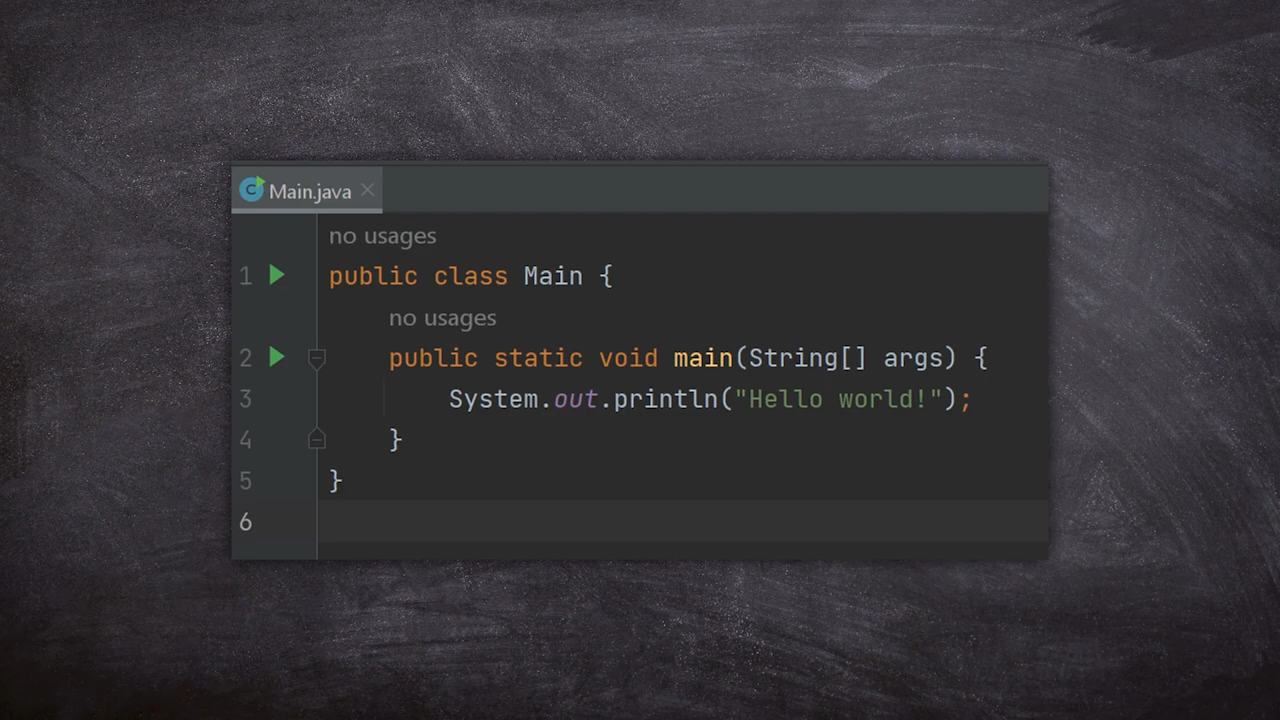 Main.java
no usages
1 public class Main {
no usages
2 public static void main(String[] args) {
3 System.out.println("Hello world!");
4 }
5 }
6